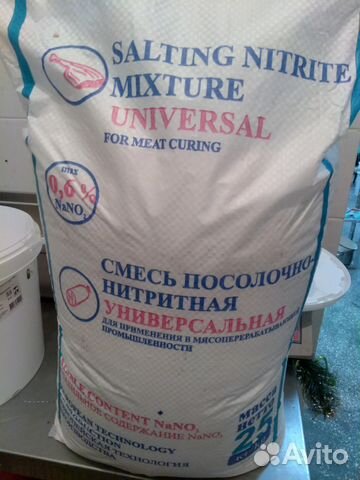 SALTING NITRITE
MIXTURE
UNIVERSAL
FOR MEAT CURING
0,6%
NaNO₂
СМЕСЬ ПОСОЛОЧНО-
НИТРИТНАЯ
УНИВЕРСАЛЬНАЯ
ДЛЯ ПРИМЕНЕНИЯ В МЯСОПЕРЕРАБАТЫВАЮЩЕЙ
ПРОМЫШЛЕННОСТИ
CONTENT NaNO₂
СОДЕРЖАНИЕ NaNO₂
TECHNOLOGY
ТЕХНОЛОГИЯ
Масса
нетто
25
Avito